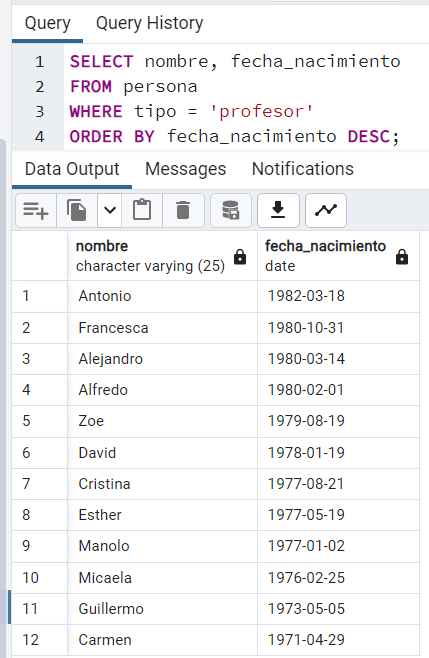 Query Query History
1 SELECT nombre, fecha_nacimiento
2 FROM persona
3 WHERE tipo = 'profesor'
4 ORDER BY fecha_nacimiento DESC;
Data Output Messages Notifications
nombre fecha_nacimiento
character varying (25) date
1 Antonio 1982-03-18
2 Francesca 1980-10-31
3 Alejandro 1980-03-14
4 Alfredo 1980-02-01
5 Zoe 1979-08-19
6 David 1978-01-19
7 Cristina 1977-08-21
8 Esther 1977-05-19
9 Manolo 1977-01-02
10 Micaela 1976-02-25
11 Guillermo 1973-05-05
12 Carmen 1971-04-29